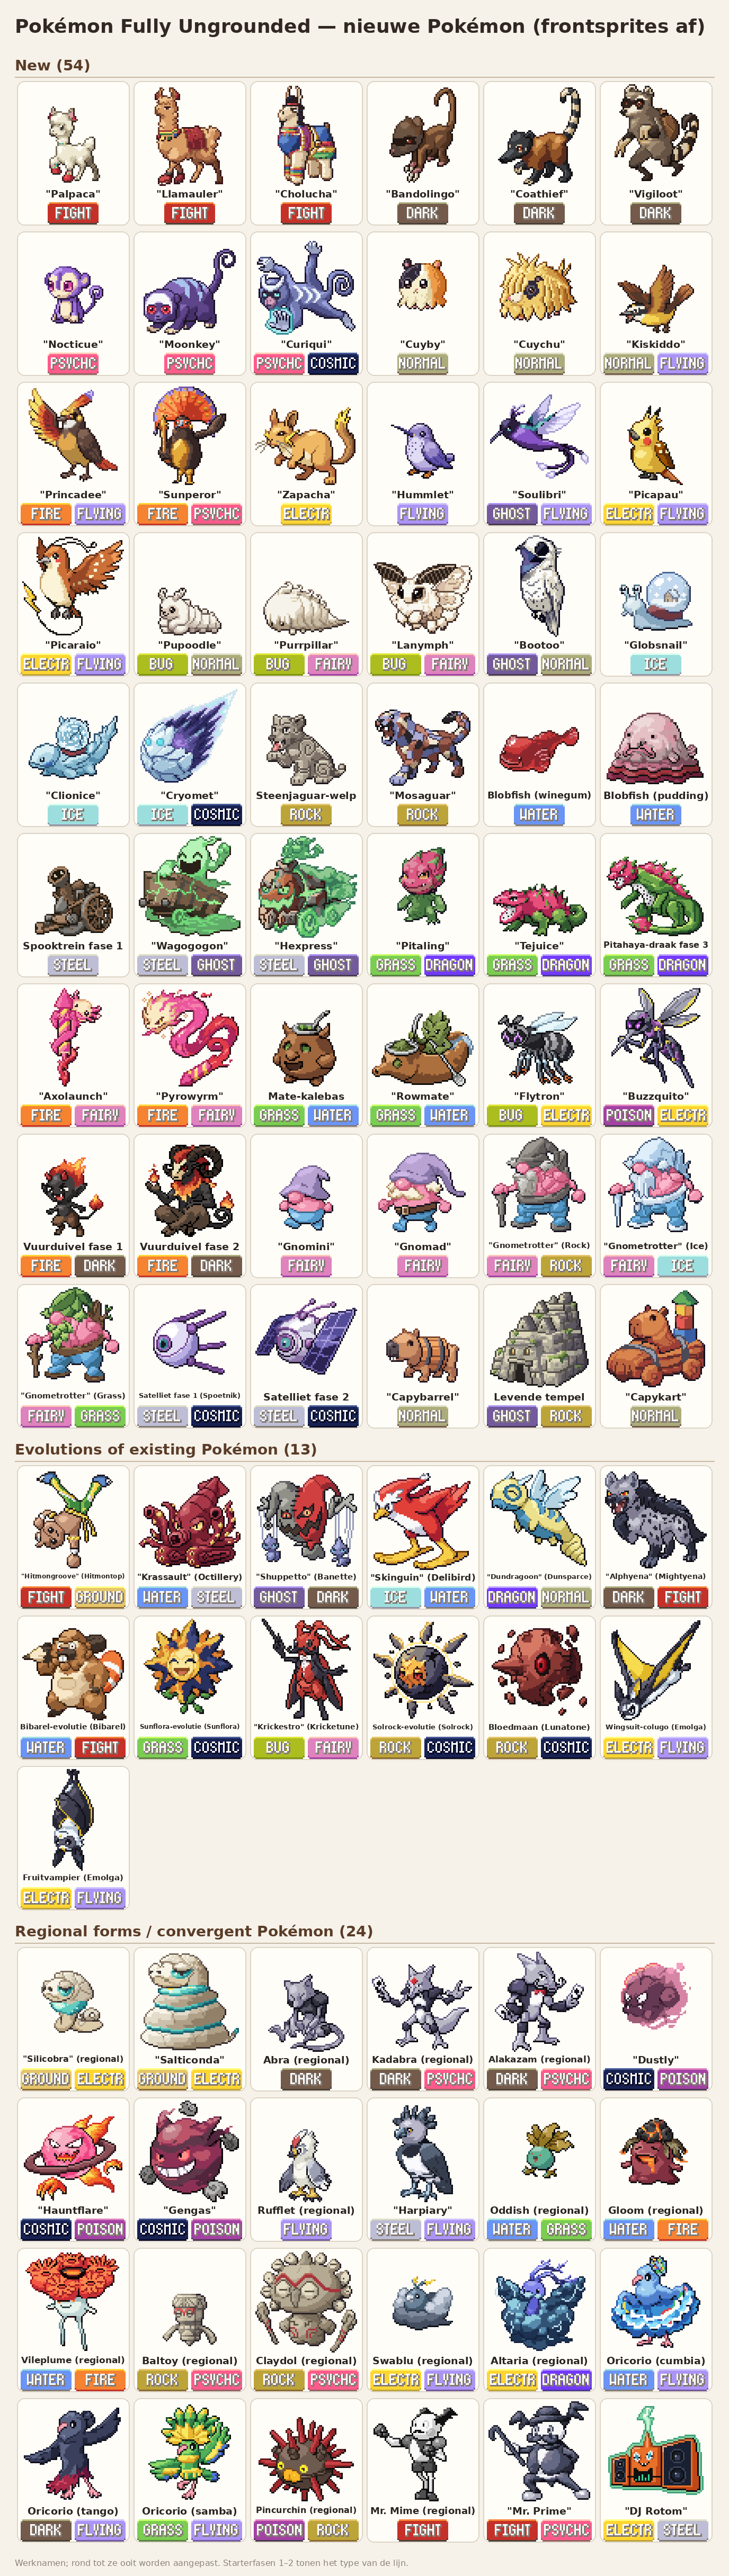 Pokémon Fully Ungrounded — nieuwe Pokémon (frontsprites af)
New (54)
"Palpaca" "Llamauler" "Cholucha" "Bandolingo" "Coathief" "Vigiloot"
FIGHT FIGHT FIGHT DARK DARK DARK
"Nocticue" "Moonkey" "Curiqui" "Cuyby" "Cuychu" "Kiskiddo"
PSYCHC PSYCHC PSYCHC COSMIC NORMAL NORMAL NORMAL FLYING
"Princadee" "Sunperor" "Zapacha" "Hummlet" "Soulibri" "Picapau"
FIRE FLYING FIRE PSYCHC ELECTR FLYING GHOST FLYING ELECTR FLYING
"Picaraio" "Pupoodle" "Purrpillar" "Lanymph" "Bootoo" "Globsnail"
ELECTR FLYING BUG NORMAL BUG FAIRY BUG FAIRY GHOST NORMAL ICE
"Clionice" "Cryomet" Steenjaguar-welp "Mosaguar" Blobfish (winegum) Blobfish (pudding)
ICE ICE COSMIC ROCK ROCK WATER WATER
Spooktrein fase 1 "Wagogogon" "Hexpress" "Pitaling" "Tejuice" Pitahaya-draak fase 3
STEEL STEEL GHOST STEEL GHOST GRASS DRAGON GRASS DRAGON GRASS DRAGON
"Axolaunch" "Pyrowyrm" Mate-kalebas "Rowmate" "Flytron" "Buzzquito"
FIRE FAIRY FIRE FAIRY GRASS WATER GRASS WATER BUG ELECTR POISON ELECTR
Vuurduivel fase 1 Vuurduivel fase 2 "Gnomini" "Gnomad" "Gnometrotter" (Rock) "Gnometrotter" (Ice)
FIRE DARK FIRE DARK FAIRY FAIRY FAIRY ROCK FAIRY ICE
"Gnometrotter" (Grass) Satelliet fase 1 (Spoetnik) Satelliet fase 2 "Capybarrel" Levende tempel "Capykart"
FAIRY GRASS STEEL COSMIC STEEL COSMIC NORMAL GHOST ROCK NORMAL
Evolutions of existing Pokémon (13)
"Hitmongroove" (Hitmontop) "Krassault" (Octillery) "Shuppetto" (Banette) "Skinguin" (Delibird) "Dundragoon" (Dunsparce) "Alphyena" (Mightyena)
FIGHT GROUND WATER STEEL GHOST DARK ICE WATER DRAGON NORMAL DARK FIGHT
Bibarel-evolutie (Bibarel) Sunflora-evolutie (Sunflora) "Krickestro" (Kricketune) Solrock-evolutie (Solrock) Bloedmaan (Lunatone) Wingsuit-colugo (Emolga)
WATER FIGHT GRASS COSMIC BUG FAIRY ROCK COSMIC ROCK COSMIC ELECTR FLYING
Fruitvampier (Emolga)
ELECTR FLYING
Regional forms / convergent Pokémon (24)
"Silicobra" (regional) "Salticonda" Abra (regional) Kadabra (regional) Alakazam (regional) "Dustly"
GROUND ELECTR GROUND ELECTR DARK DARK PSYCHC DARK PSYCHC COSMIC POISON
"Hauntflare" "Gengas" Rufflet (regional) "Harpiary" Oddish (regional) Gloom (regional)
COSMIC POISON COSMIC POISON FLYING STEEL FLYING WATER GRASS WATER FIRE
Vileplume (regional) Baltoy (regional) Claydol (regional) Swablu (regional) Altaria (regional) Oricorio (cumbia)
WATER FIRE ROCK PSYCHC ROCK PSYCHC ELECTR FLYING ELECTR DRAGON WATER FLYING
Oricorio (tango) Oricorio (samba) Pincurchin (regional) Mr. Mime (regional) "Mr. Prime" "DJ Rotom"
DARK FLYING GRASS FLYING POISON ROCK FIGHT FIGHT PSYCHC ELECTR STEEL
Werknamen; rond tot ze ooit worden aangepast. Starterfasen 1–2 tonen het type van de lijn.